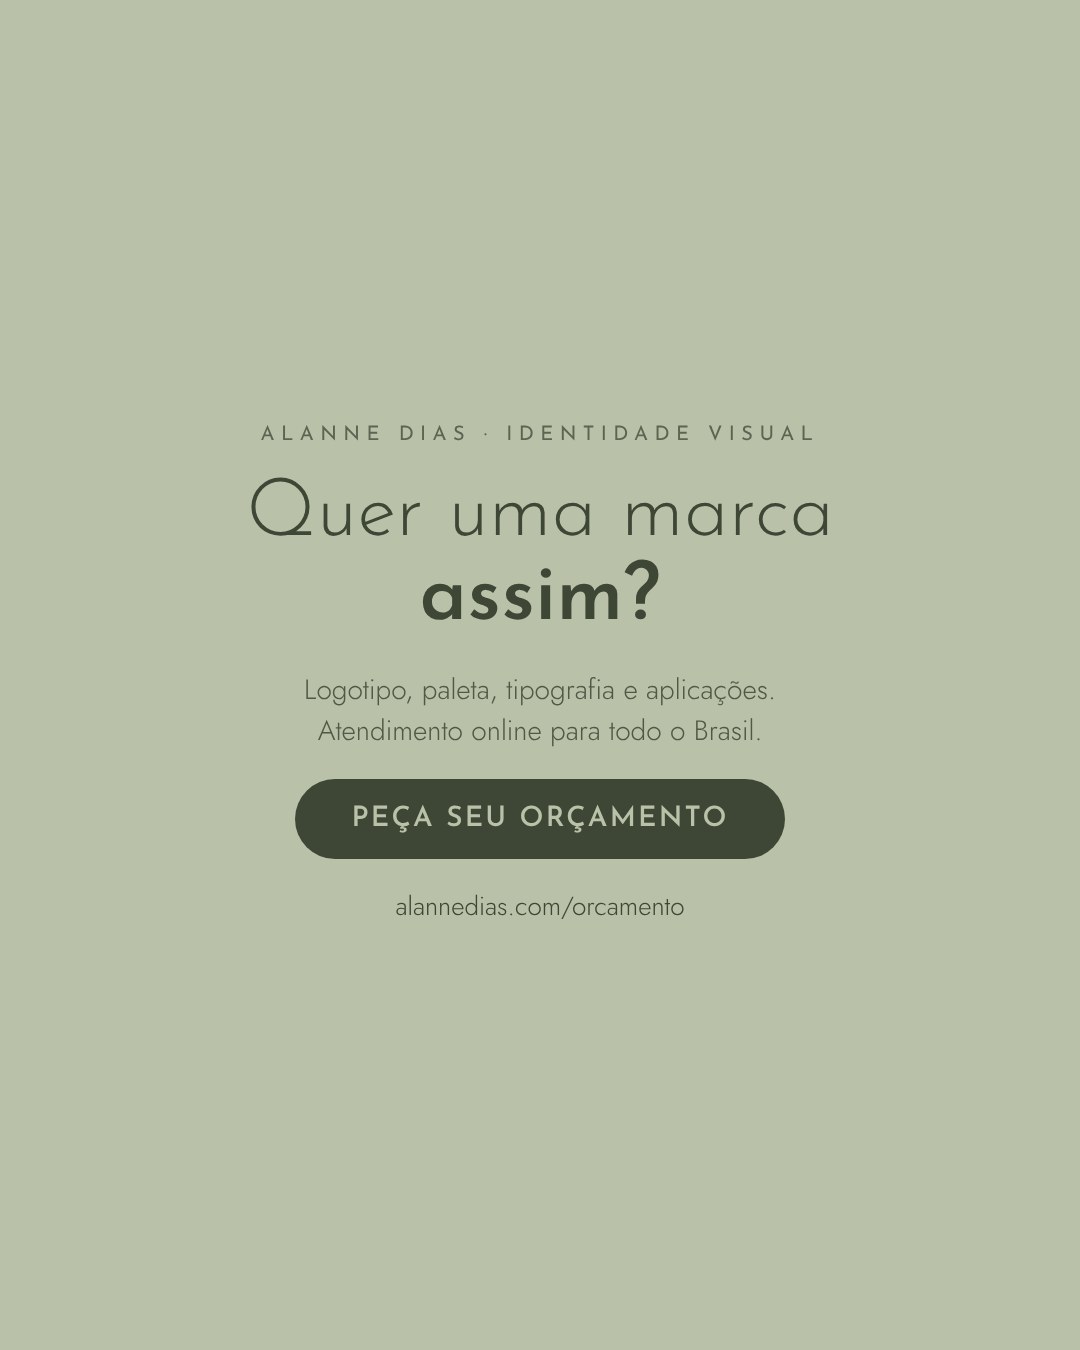 ALANNE DIAS · IDENTIDADE VISUAL
Quer uma marca
assim?
Logotipo, paleta, tipografia e aplicações.
Atendimento online para todo o Brasil.
PEÇA SEU ORÇAMENTO
alannedias.com/orcamento